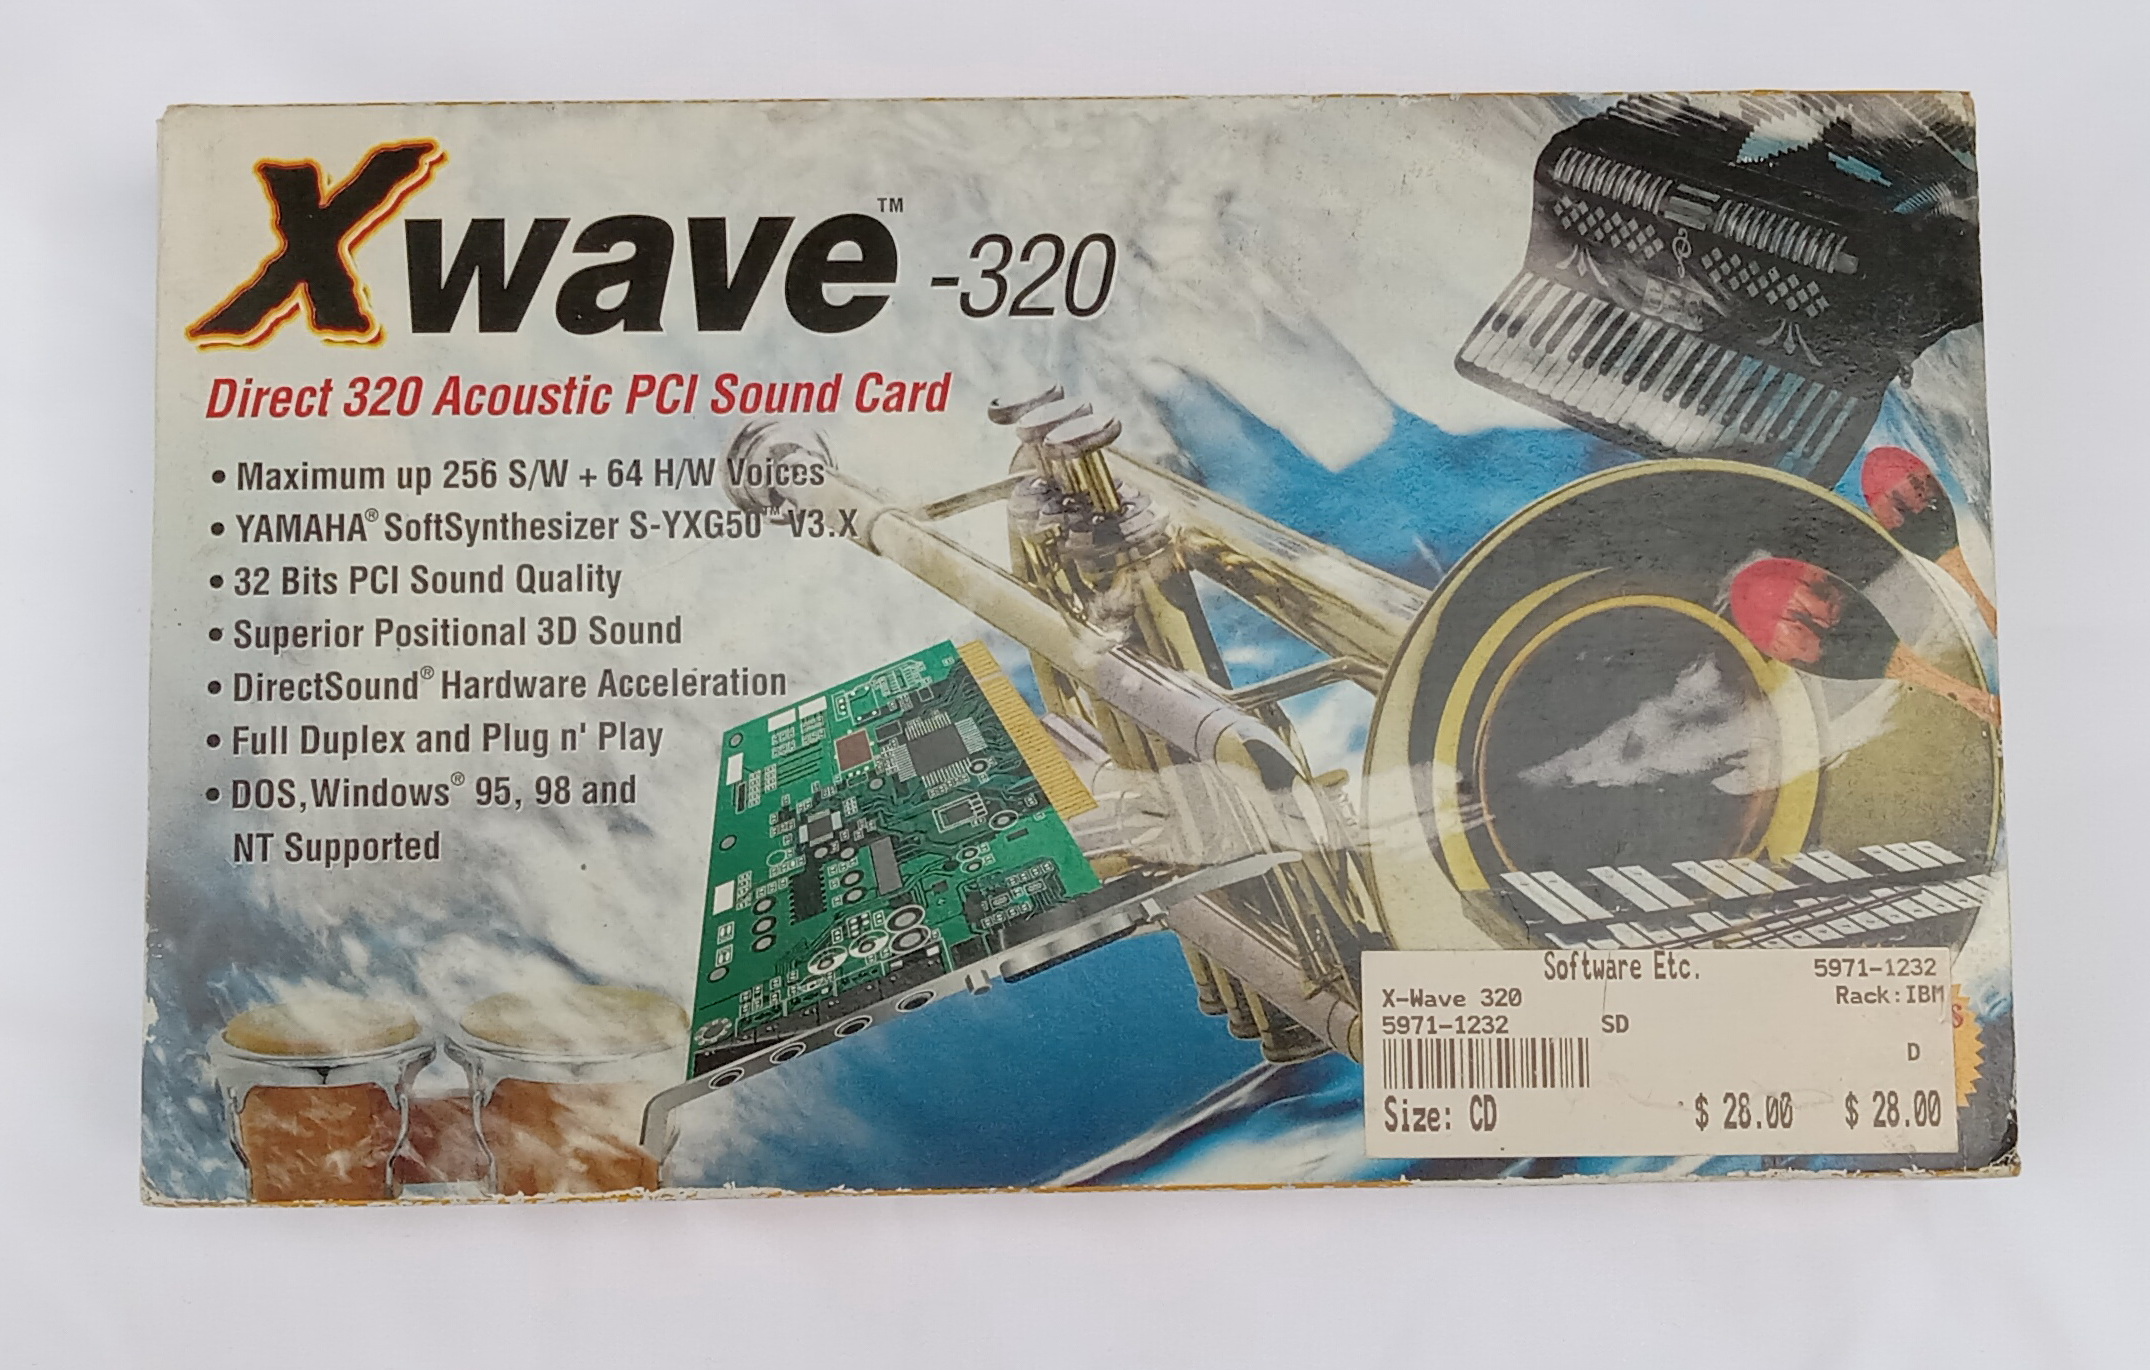 Xwave™ -320
Direct 320 Acoustic PCI Sound Card
• Maximum up 256 S/W + 64 H/W Voices
• YAMAHA® SoftSynthesizer S-YXG50™ V3.X
• 32 Bits PCI Sound Quality
• Superior Positional 3D Sound
• DirectSound® Hardware Acceleration
• Full Duplex and Plug n' Play
• DOS, Windows® 95, 98 and
NT Supported
Software Etc. 5971-1232
X-Wave 320 Rack:IBM
5971-1232 SD
D
Size: CD $ 28.00 $ 28.00